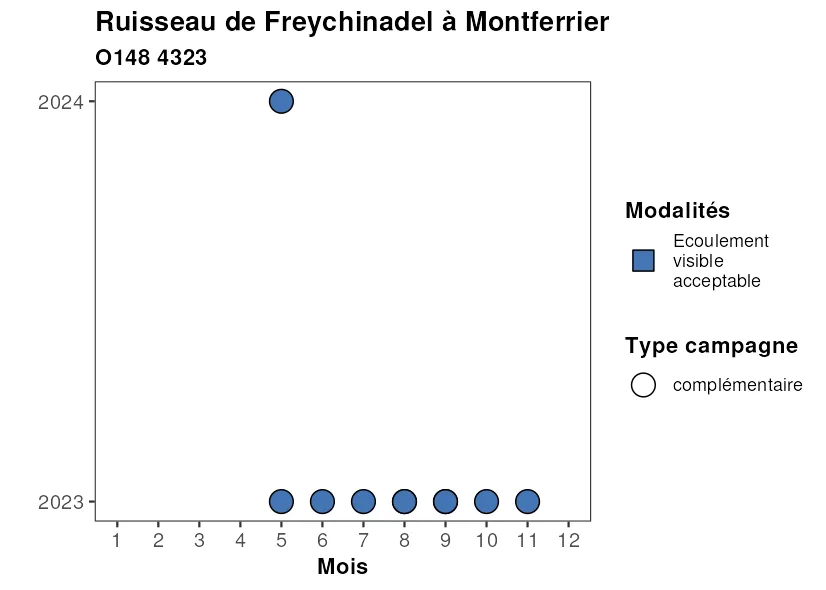 Ruisseau de Freychinadel à Montferrier
O148 4323
2024
2023
1 2 3 4 5 6 7 8 9 10 11 12
Mois
Modalités
Ecoulement
visible
acceptable
Type campagne
complémentaire